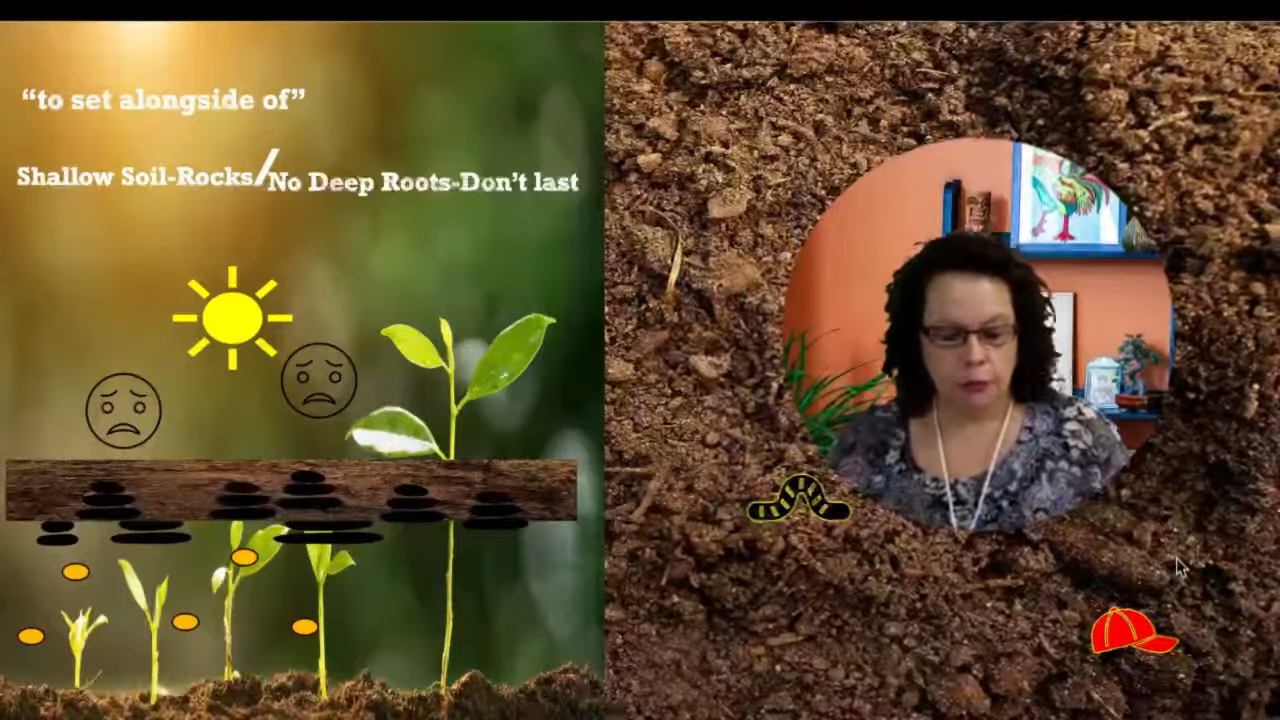 “to set alongside of”
Shallow Soil-Rocks/No Deep Roots-Don’t last